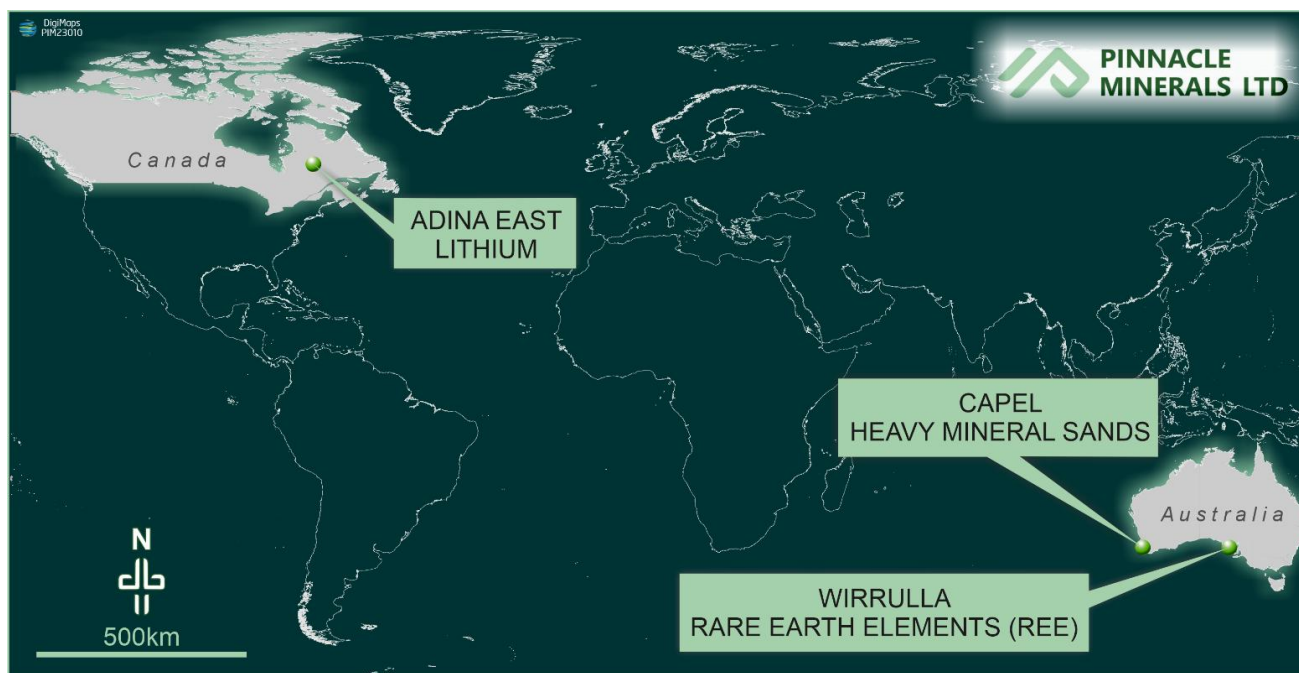 DigiMaps
PIM23010
PINNACLE
MINERALS LTD
Canada
ADINA EAST
LITHIUM
CAPEL
HEAVY MINERAL SANDS
Australia
WIRRULLA
RARE EARTH ELEMENTS (REE)
N
500km